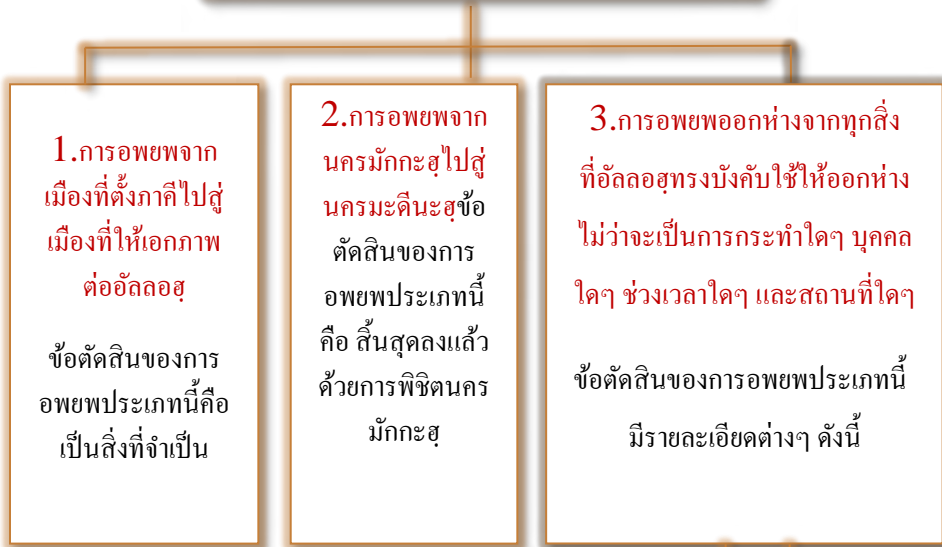 1.การอพยพจาก
เมืองที่ตั้งภาคีไปสู่
เมืองที่ให้เอกภาพ
ต่ออัลลอฮฺ
ข้อตัดสินของการ
อพยพประเภทนี้คือ
เป็นสิ่งที่จำเป็น
2.การอพยพจาก
นครมักกะฮฺไปสู่
นครมะดีนะฮฺข้อ
ตัดสินของการ
อพยพประเภทนี้
คือ สิ้นสุดลงแล้ว
ด้วยการพิชิตนคร
มักกะฮฺ
3.การอพยพออกห่างจากทุกสิ่ง
ที่อัลลอฮฺทรงบังคับใช้ให้ออกห่าง
ไม่ว่าจะเป็นการกระทำใดๆ บุคคล
ใดๆ ช่วงเวลาใดๆ และสถานที่ใดๆ
ข้อตัดสินของการอพยพประเภทนี้
มีรายละเอียดต่างๆ ดังนี้